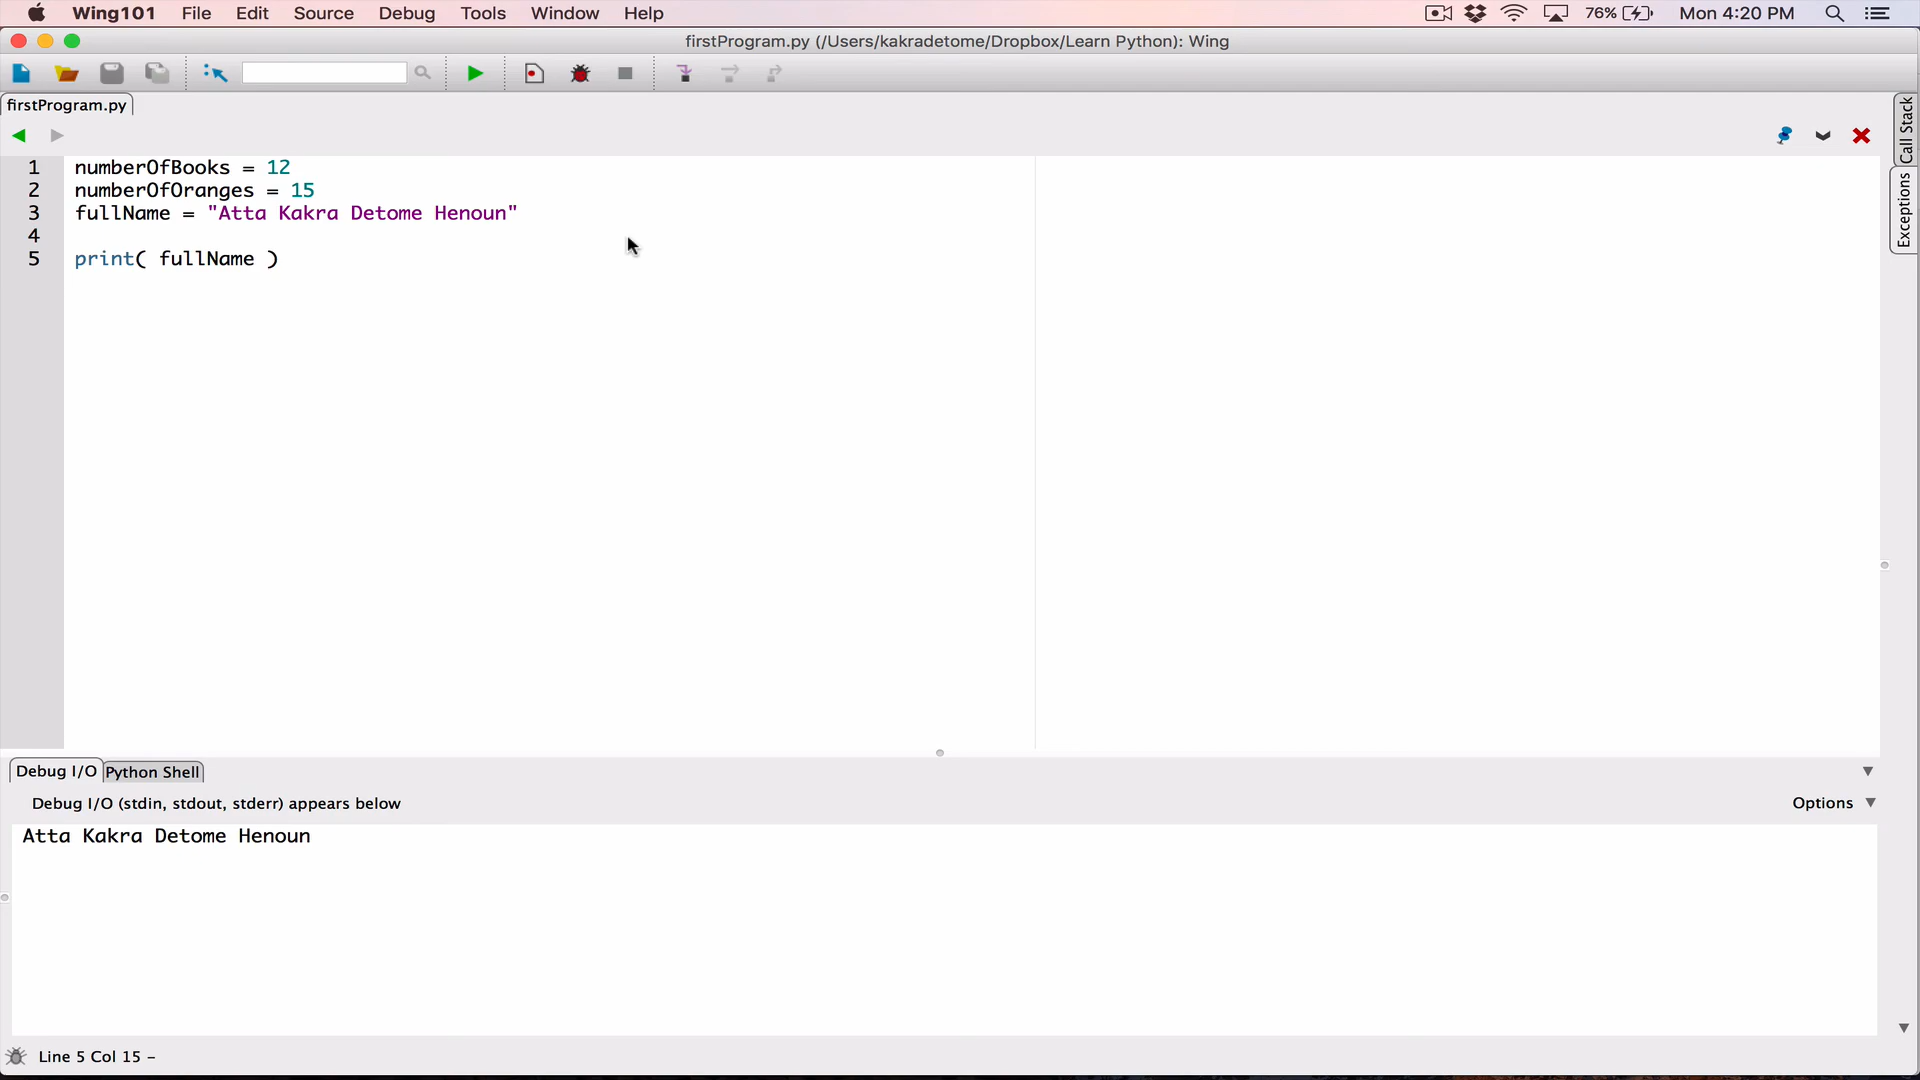 Wing101 File Edit Source Debug Tools Window Help 76% Mon 4:20 PM
firstProgram.py (/Users/kakradetome/Dropbox/Learn Python): Wing
firstProgram.py
Call Stack
Exceptions
1 numberOfBooks = 12
2 numberOfOranges = 15
3 fullName = "Atta Kakra Detome Henoun"
4
5 print( fullName )
Debug I/O Python Shell
Debug I/O (stdin, stdout, stderr) appears below Options
Atta Kakra Detome Henoun
Line 5 Col 15 –